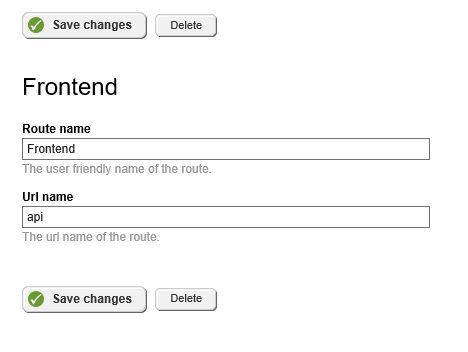 Save changes Delete
Frontend
Route name
Frontend
The user friendly name of the route.
Url name
api
The url name of the route.
Save changes Delete